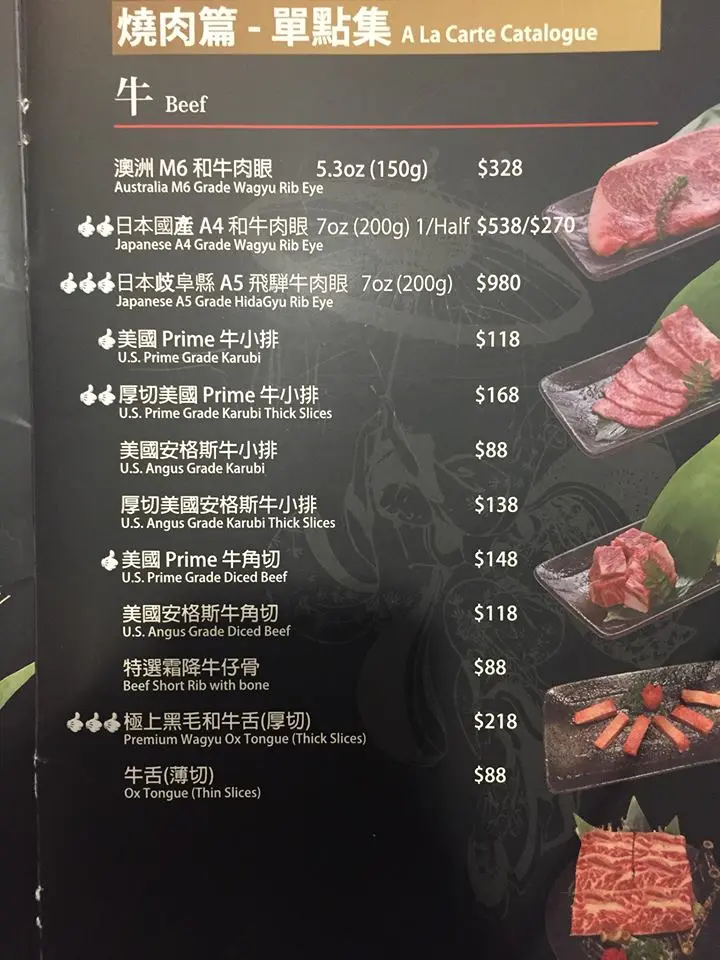 燒肉篇 - 單點集 A La Carte Catalogue
牛 Beef
澳洲 M6 和牛肉眼 5.3oz (150g) $328
Australia M6 Grade Wagyu Rib Eye
日本國產 A4 和牛肉眼 7oz (200g) 1/Half $538/$270
Japanese A4 Grade Wagyu Rib Eye
日本歧阜縣 A5 飛騨牛肉眼 7oz (200g) $980
Japanese A5 Grade HidaGyu Rib Eye
美國 Prime 牛小排 $118
U.S. Prime Grade Karubi
厚切美國 Prime 牛小排 $168
U.S. Prime Grade Karubi Thick Slices
美國安格斯牛小排 $88
U.S. Angus Grade Karubi
厚切美國安格斯牛小排 $138
U.S. Angus Grade Karubi Thick Slices
美國 Prime 牛角切 $148
U.S. Prime Grade Diced Beef
美國安格斯牛角切 $118
U.S. Angus Grade Diced Beef
特選霜降牛仔骨 $88
Beef Short Rib with bone
極上黑毛和牛舌(厚切) $218
Premium Wagyu Ox Tongue (Thick Slices)
牛舌(薄切) $88
Ox Tongue (Thin Slices)